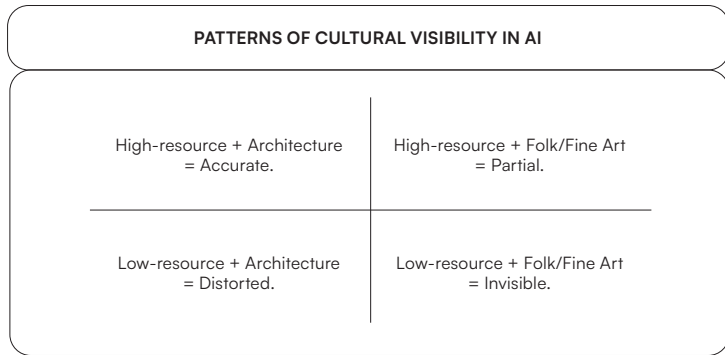 PATTERNS OF CULTURAL VISIBILITY IN AI
High-resource + Architecture
= Accurate.
High-resource + Folk/Fine Art
= Partial.
Low-resource + Architecture
= Distorted.
Low-resource + Folk/Fine Art
= Invisible.